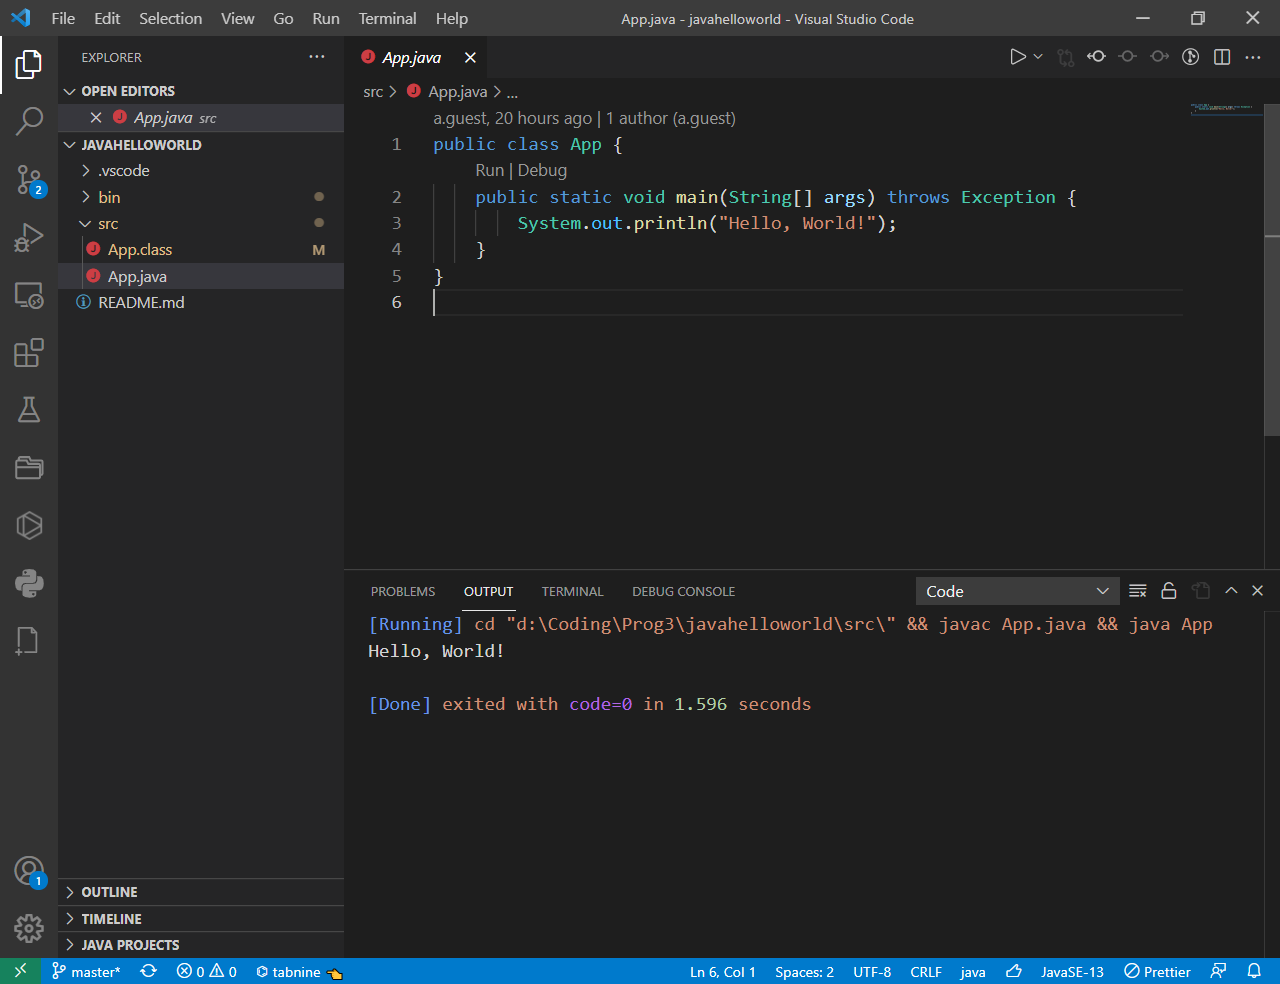 File Edit Selection View Go Run Terminal Help App.java - javahelloworld - Visual Studio Code
EXPLORER
OPEN EDITORS
App.java src
JAVAHELLOWORLD
.vscode
bin
src
App.class M
App.java
README.md
OUTLINE
TIMELINE
JAVA PROJECTS
2
1
App.java
src > App.java > ...
a.guest, 20 hours ago | 1 author (a.guest)
1 public class App {
Run | Debug
2 public static void main(String[] args) throws Exception {
3 System.out.println("Hello, World!");
4 }
5 }
6
PROBLEMS OUTPUT TERMINAL DEBUG CONSOLE Code
[Running] cd "d:\Coding\Prog3\javahelloworld\src\" && javac App.java && java App
Hello, World!
[Done] exited with code=0 in 1.596 seconds
master* 0 0 tabnine Ln 6, Col 1 Spaces: 2 UTF-8 CRLF java JavaSE-13 Prettier